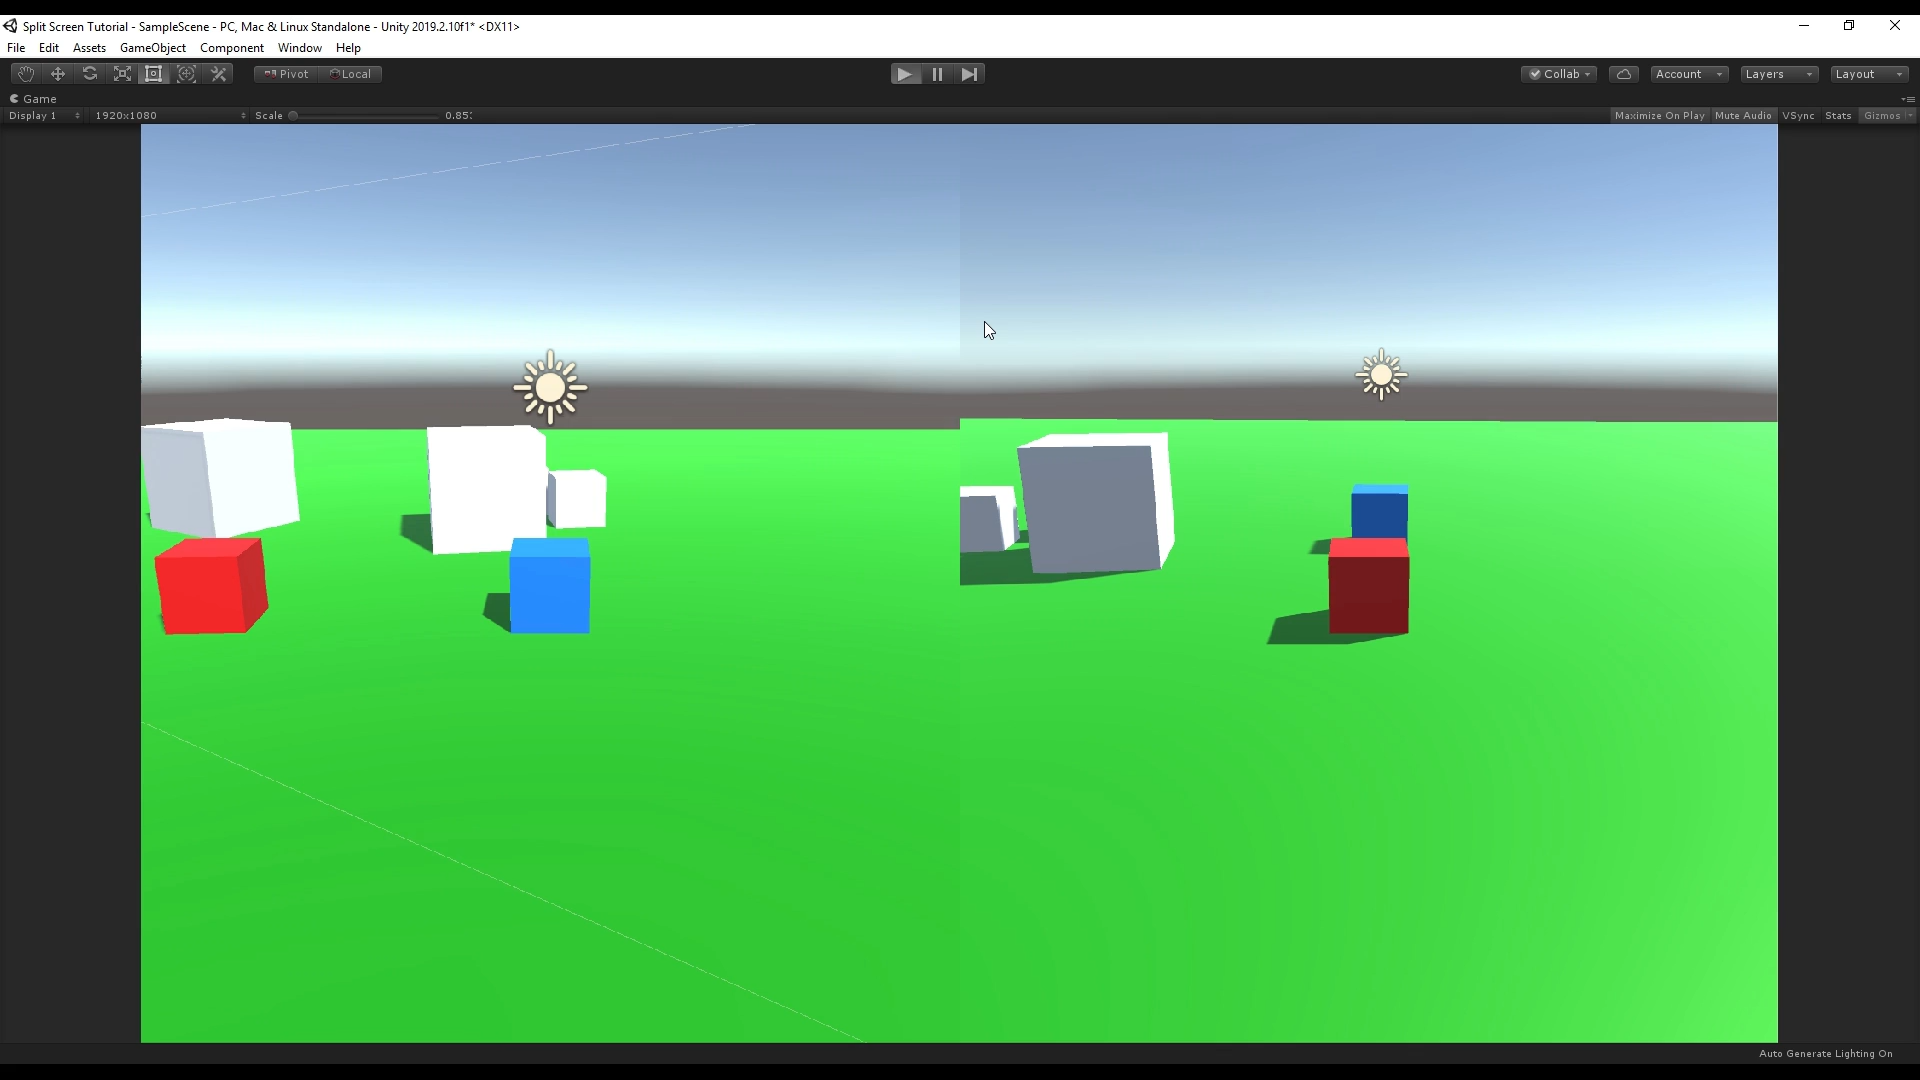 Split Screen Tutorial - SampleScene - PC, Mac & Linux Standalone - Unity 2019.2.10f1* <DX11>
File Edit Assets GameObject Component Window Help
Pivot Local Collab Account Layers Layout
Game
Display 1 1920x1080 Scale 0.85: Maximize On Play Mute Audio VSync Stats Gizmos
Auto Generate Lighting On